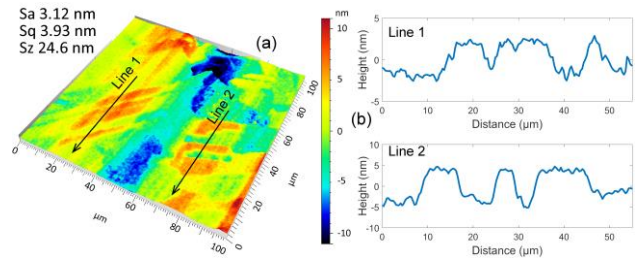 Sa 3.12 nm
Sq 3.93 nm
Sz 24.6 nm
(a)
Line 1
Line 2
0
20
40
60
80
100
µm
0
20
40
60
80
100
µm
nm
10
5
0
-5
-10
(b)
Line 1
Height (nm)
5
0
-5
0
10
20
30
40
50
Distance (µm)
Line 2
Height (nm)
10
5
0
-5
-10
0
10
20
30
40
50
Distance (µm)